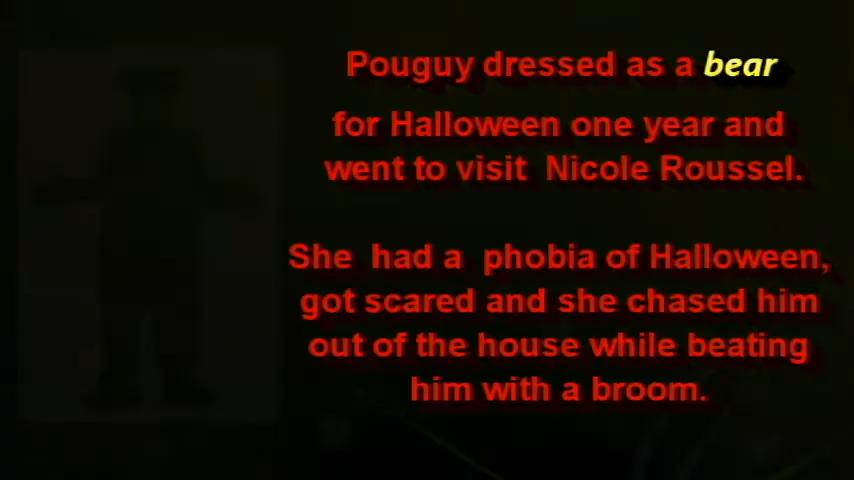 Pouguy dressed as a bear
for Halloween one year and
went to visit Nicole Roussel.
She had a phobia of Halloween,
got scared and she chased him
out of the house while beating
him with a broom.